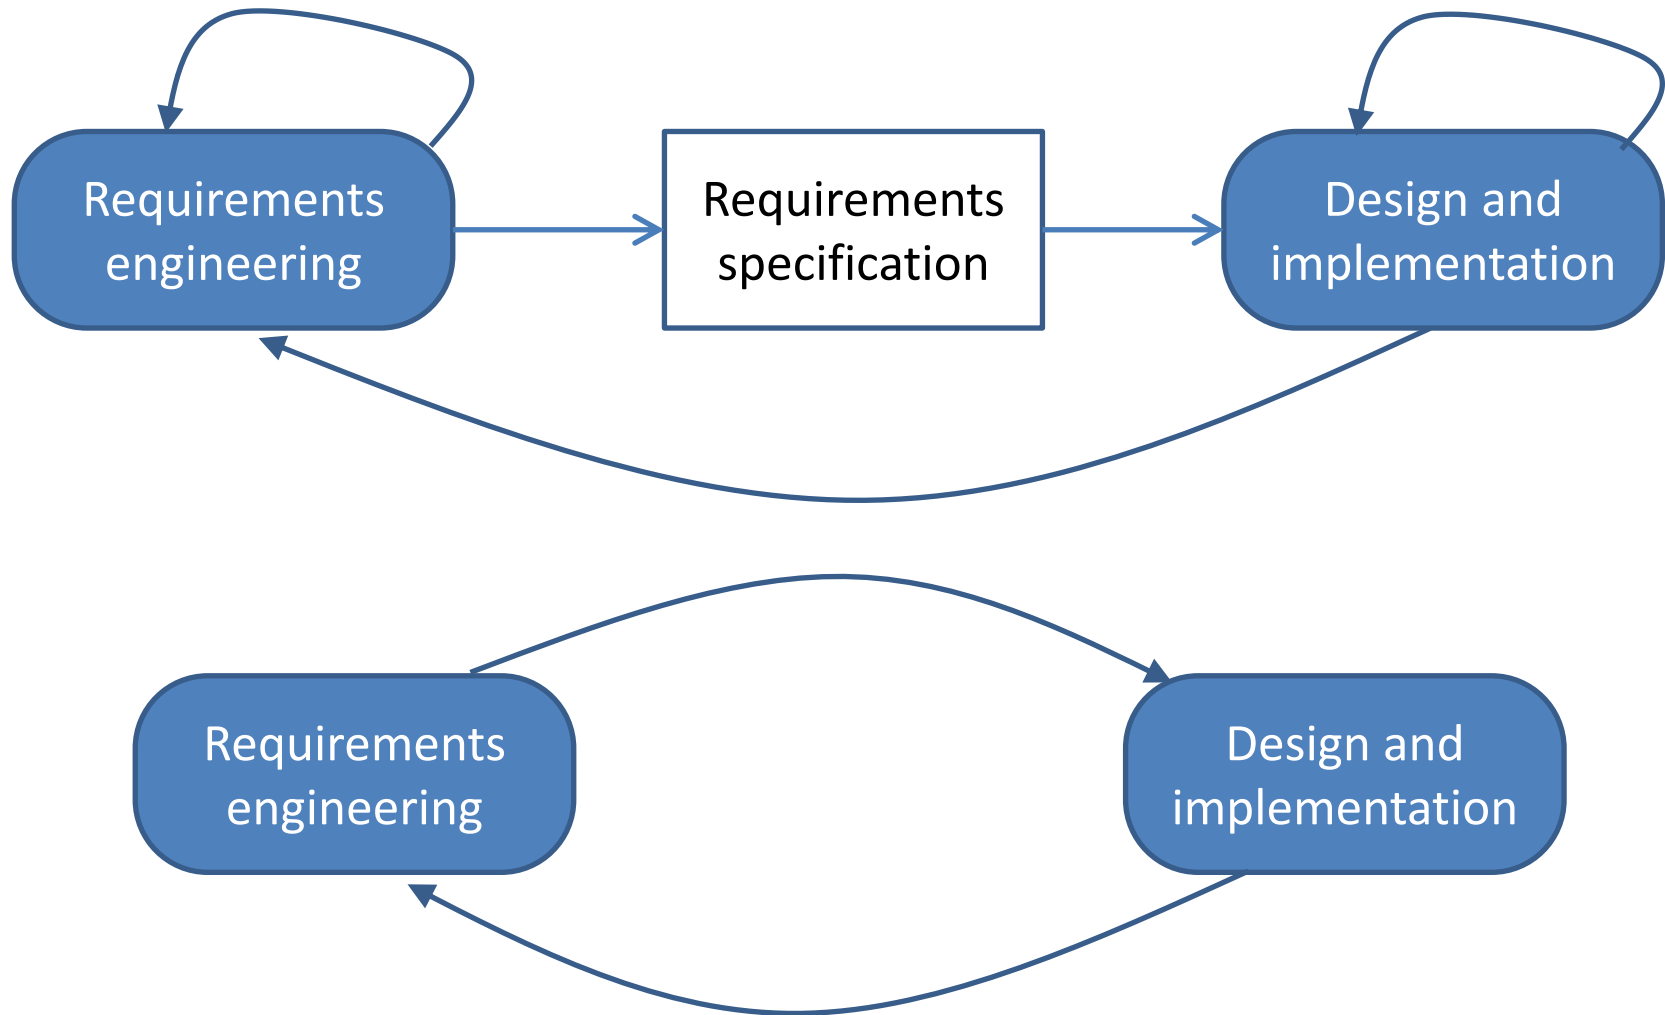 Requirements
engineering
Requirements
specification
Design and
implementation
Requirements
engineering
Design and
implementation